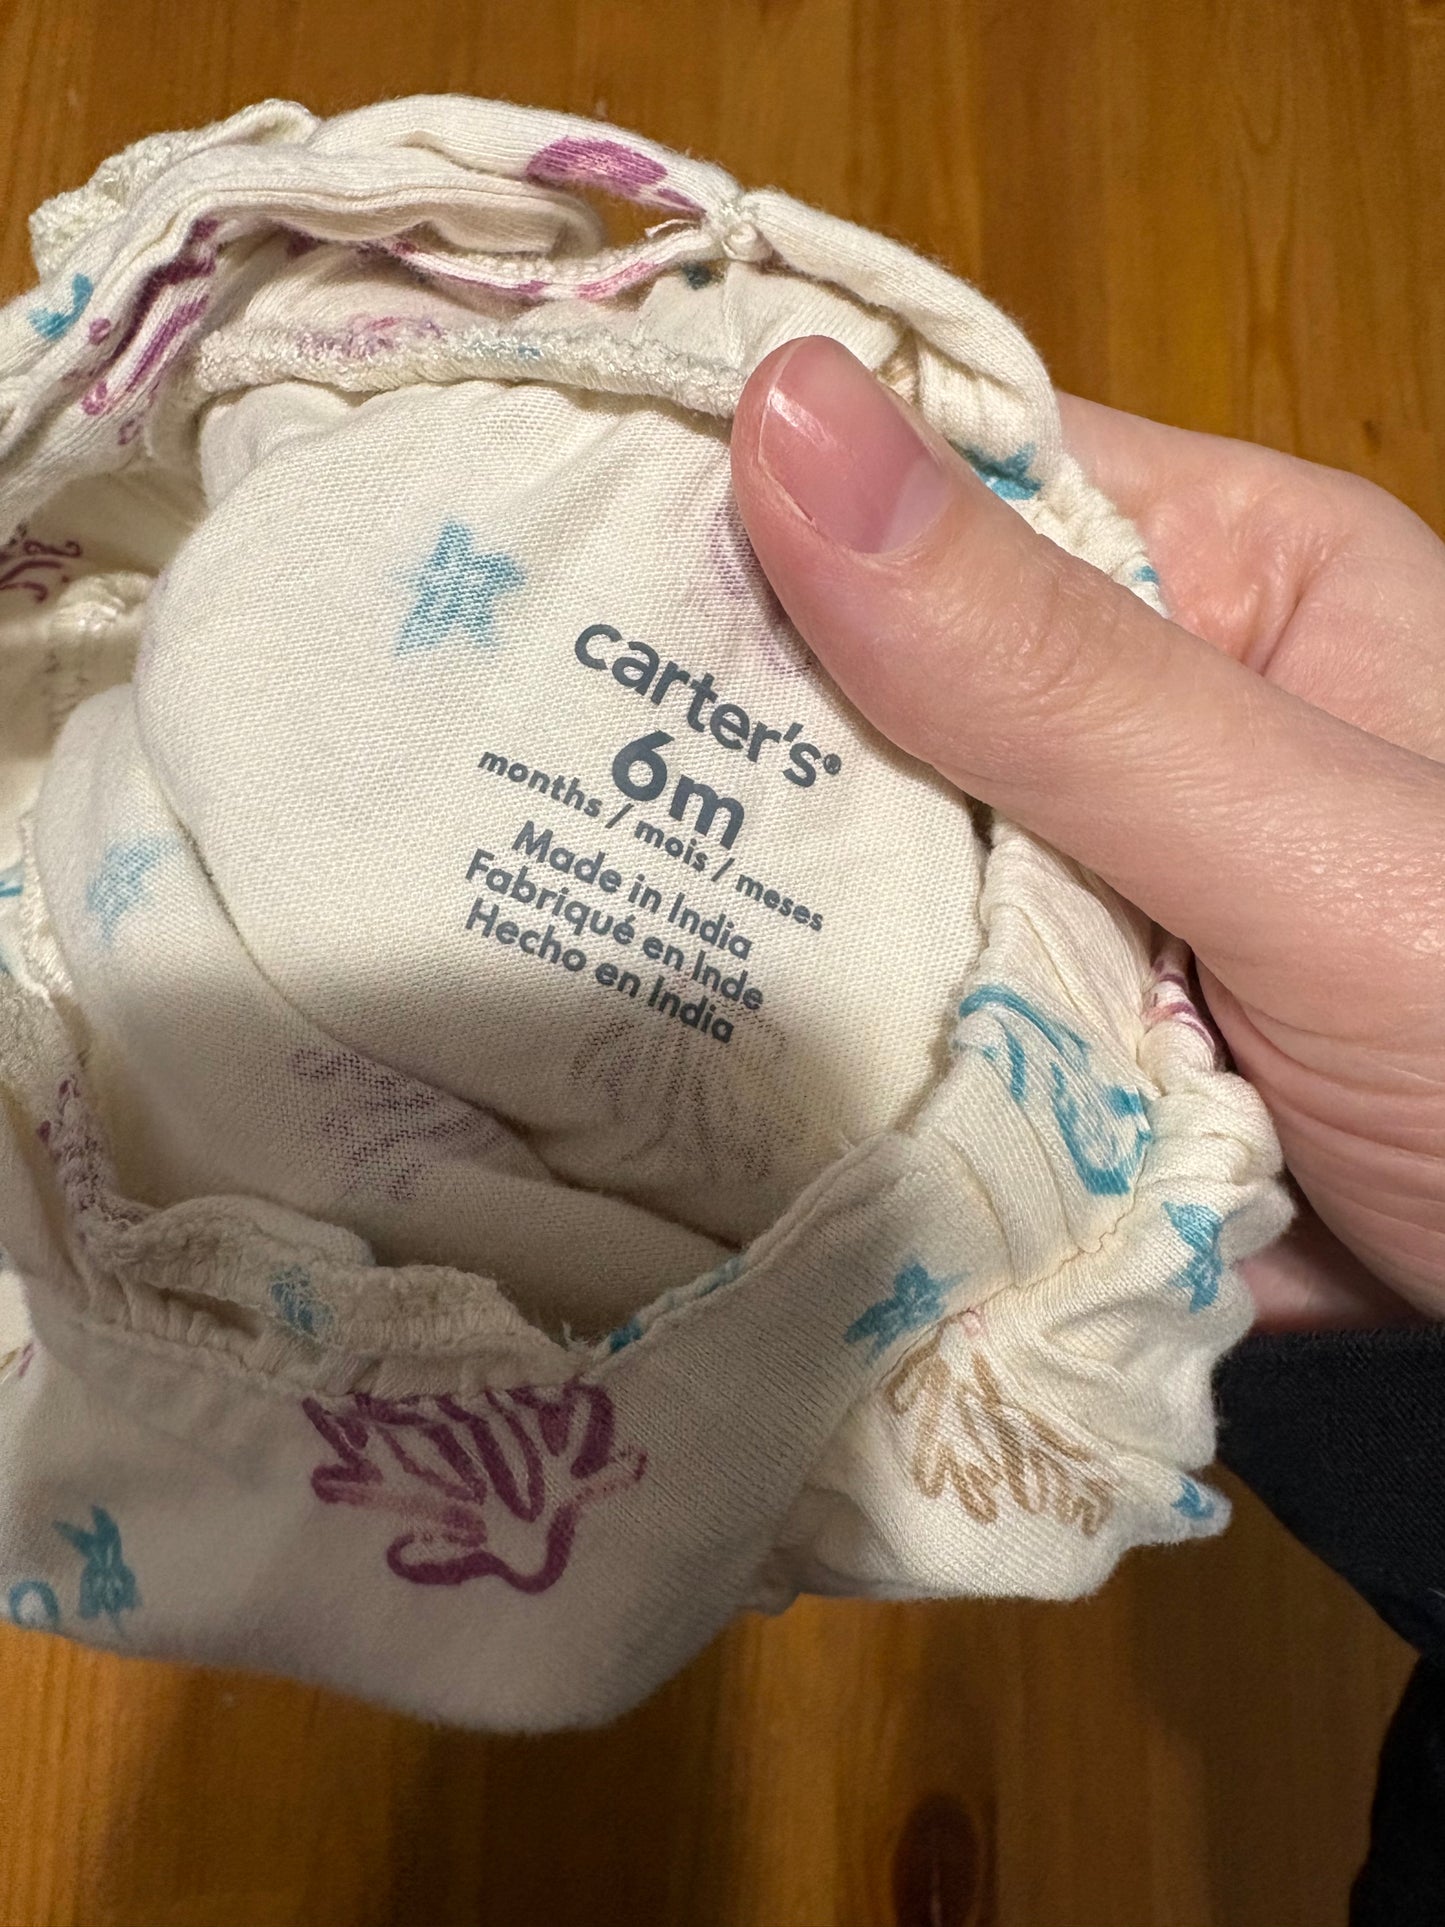 carter's®
6m
months / mois / meses
Made in India
Fabriqué en Inde
Hecho en India